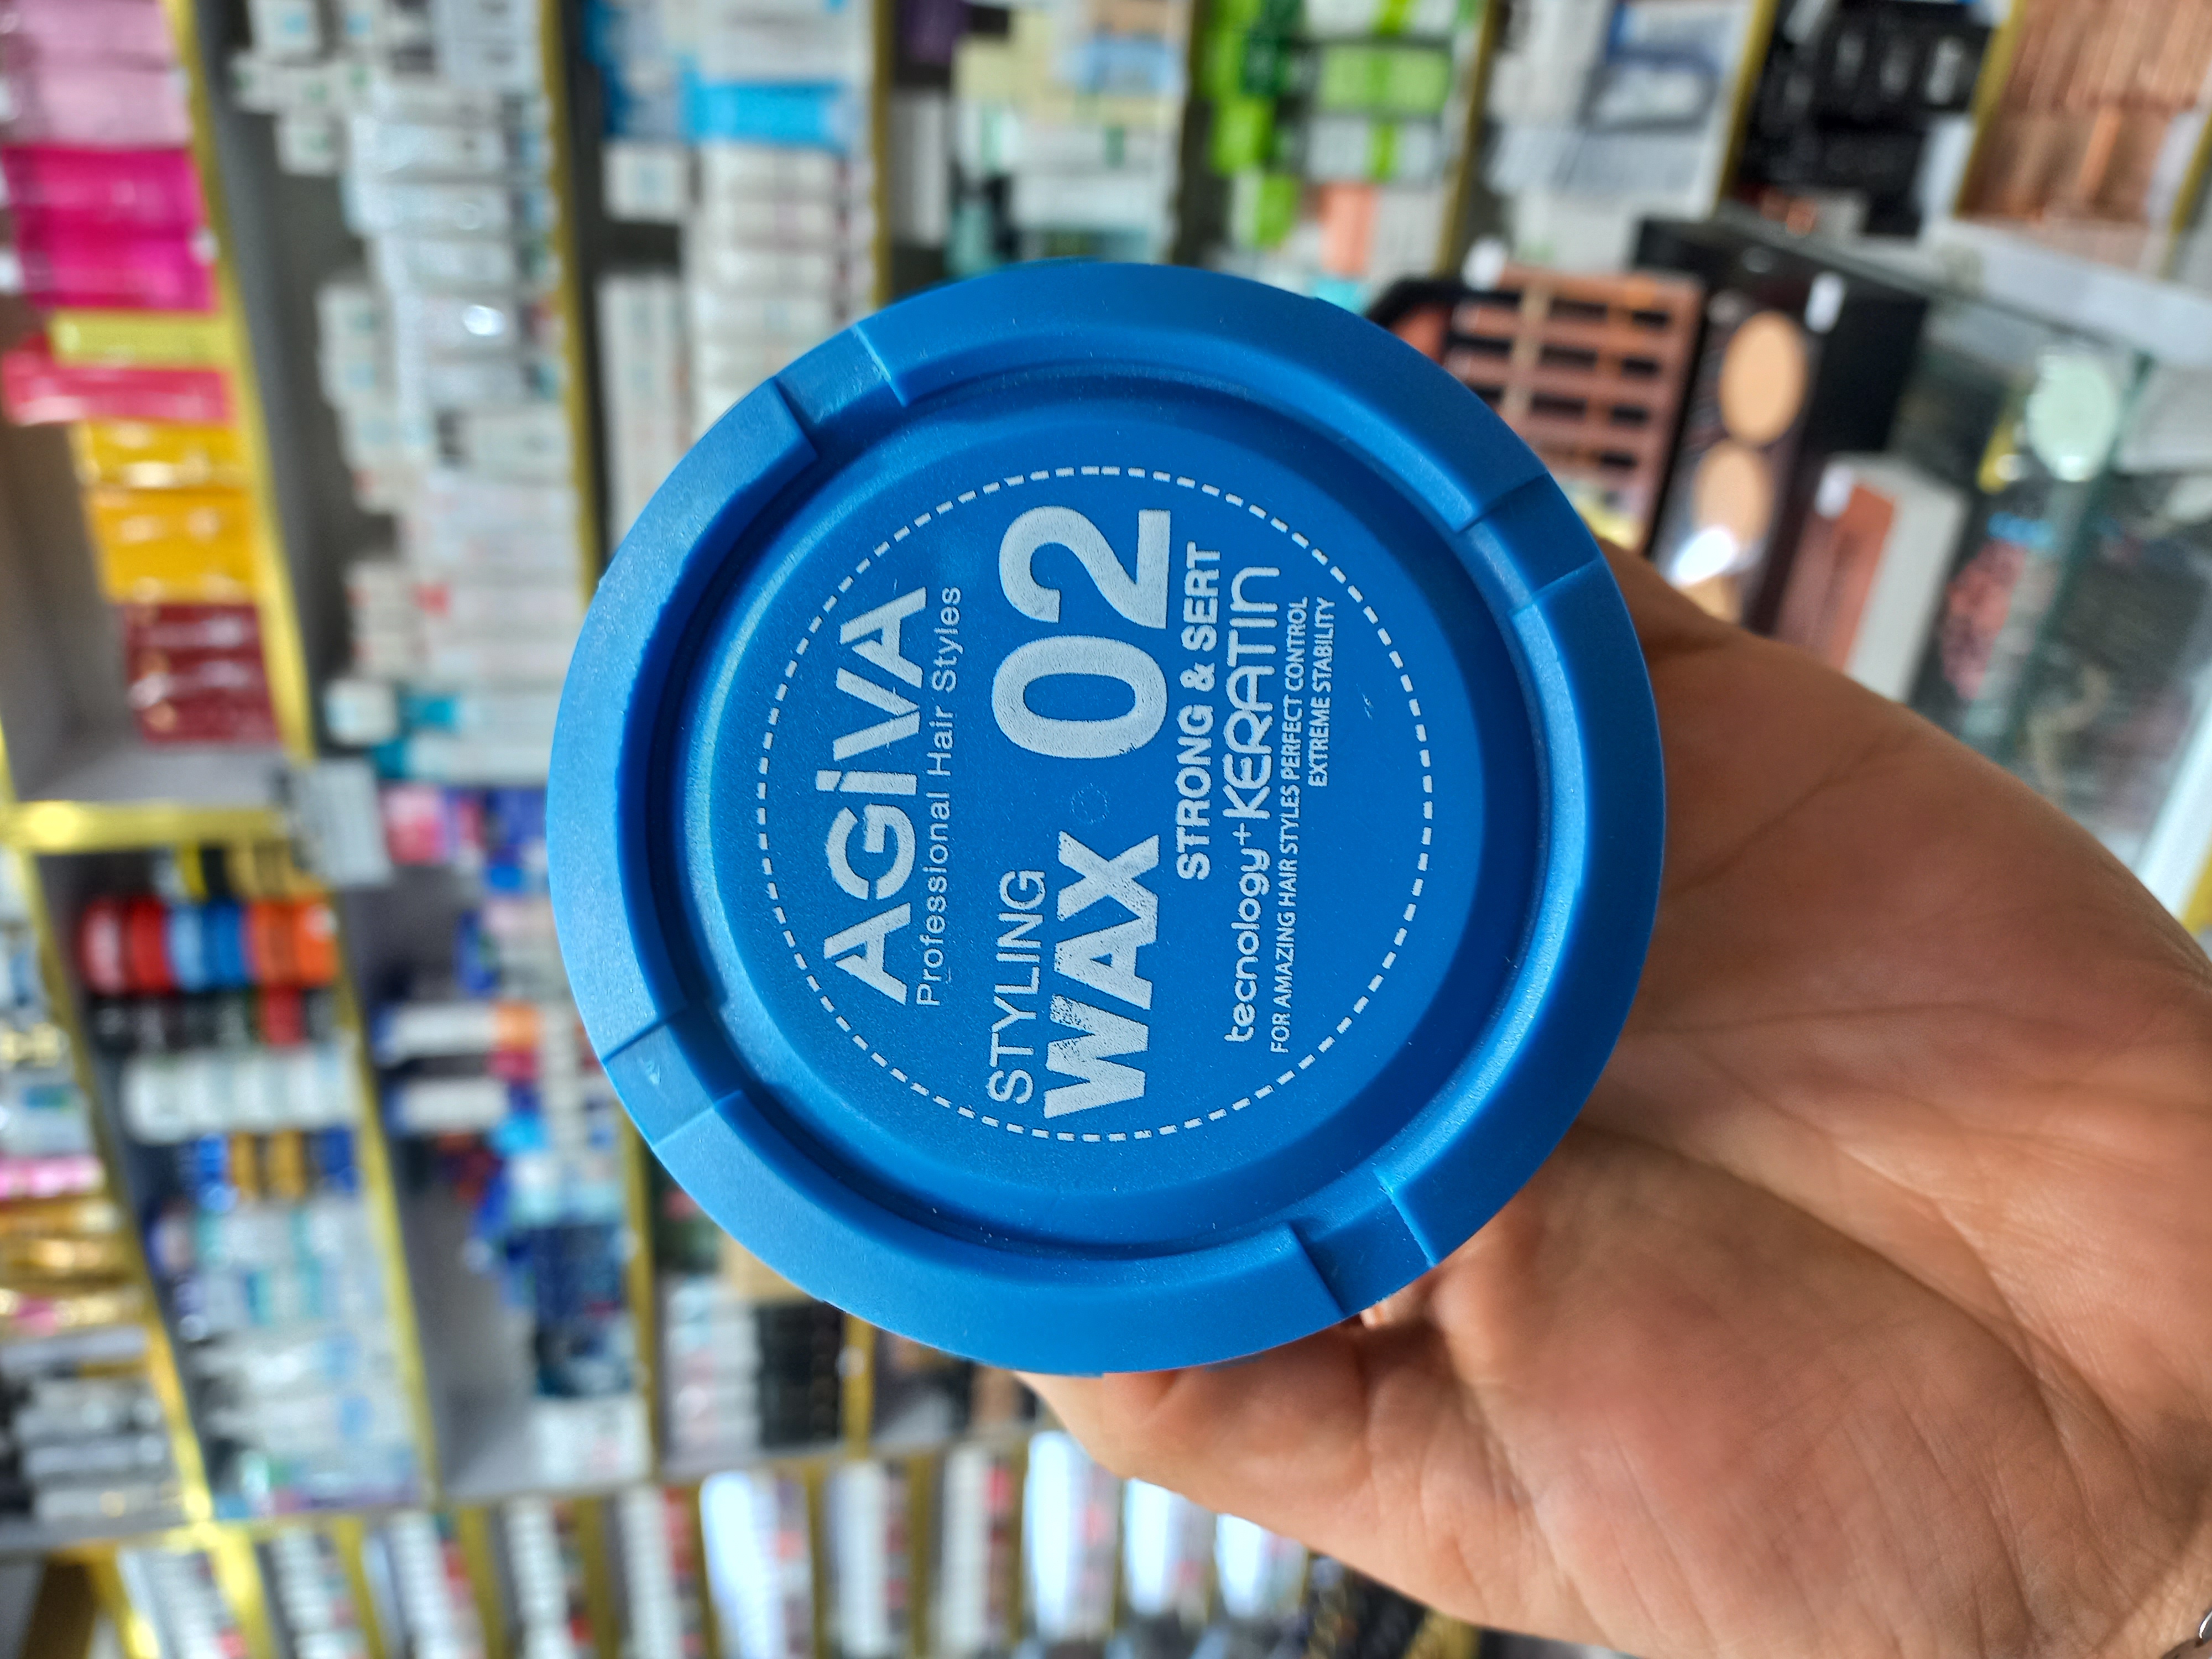 AGiVA
Professional Hair Styles
STYLING
WAX 02
STRONG & SERT
tecnology+KERATIN
FOR AMAZING HAIR STYLES PERFECT CONTROL
EXTREME STABILITY